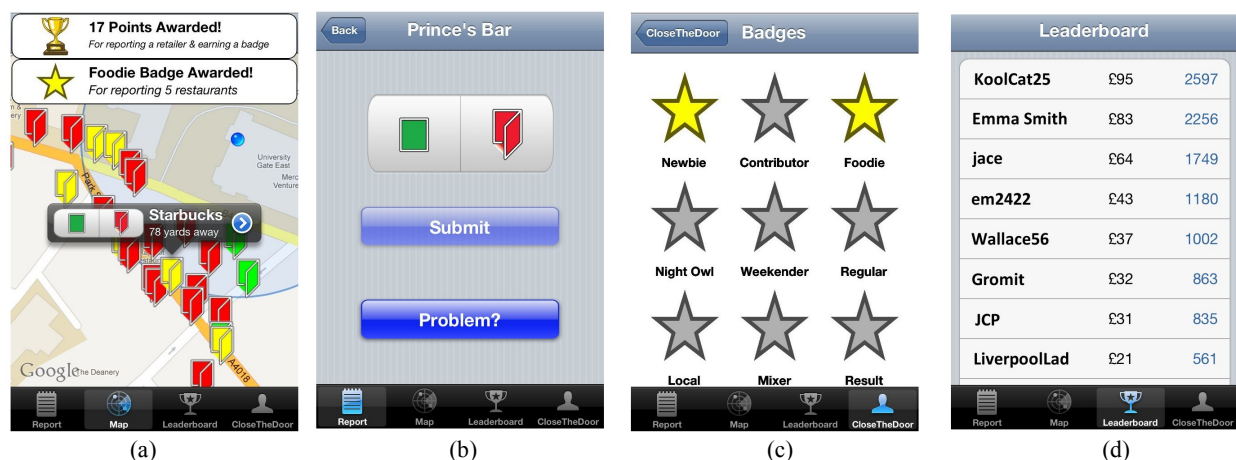 17 Points Awarded!
For reporting a retailer & earning a badge
Foodie Badge Awarded!
For reporting 5 restaurants
University
Gate East
Park
Starbucks
78 yards away
A4018
Google
The Deanery
Report Map Leaderboard CloseTheDoor
(a)
Back Prince's Bar
Submit
Problem?
Report Map Leaderboard CloseTheDoor
(b)
CloseTheDoor Badges
Newbie Contributor Foodie
Night Owl Weekender Regular
Local Mixer Result
Report Map Leaderboard CloseTheDoor
(c)
Leaderboard
KoolCat25 £95 2597
Emma Smith £83 2256
jace £64 1749
em2422 £43 1180
Wallace56 £37 1002
Gromit £32 863
JCP £31 835
LiverpoolLad £21 561
Report Map Leaderboard CloseTheDoor
(d)